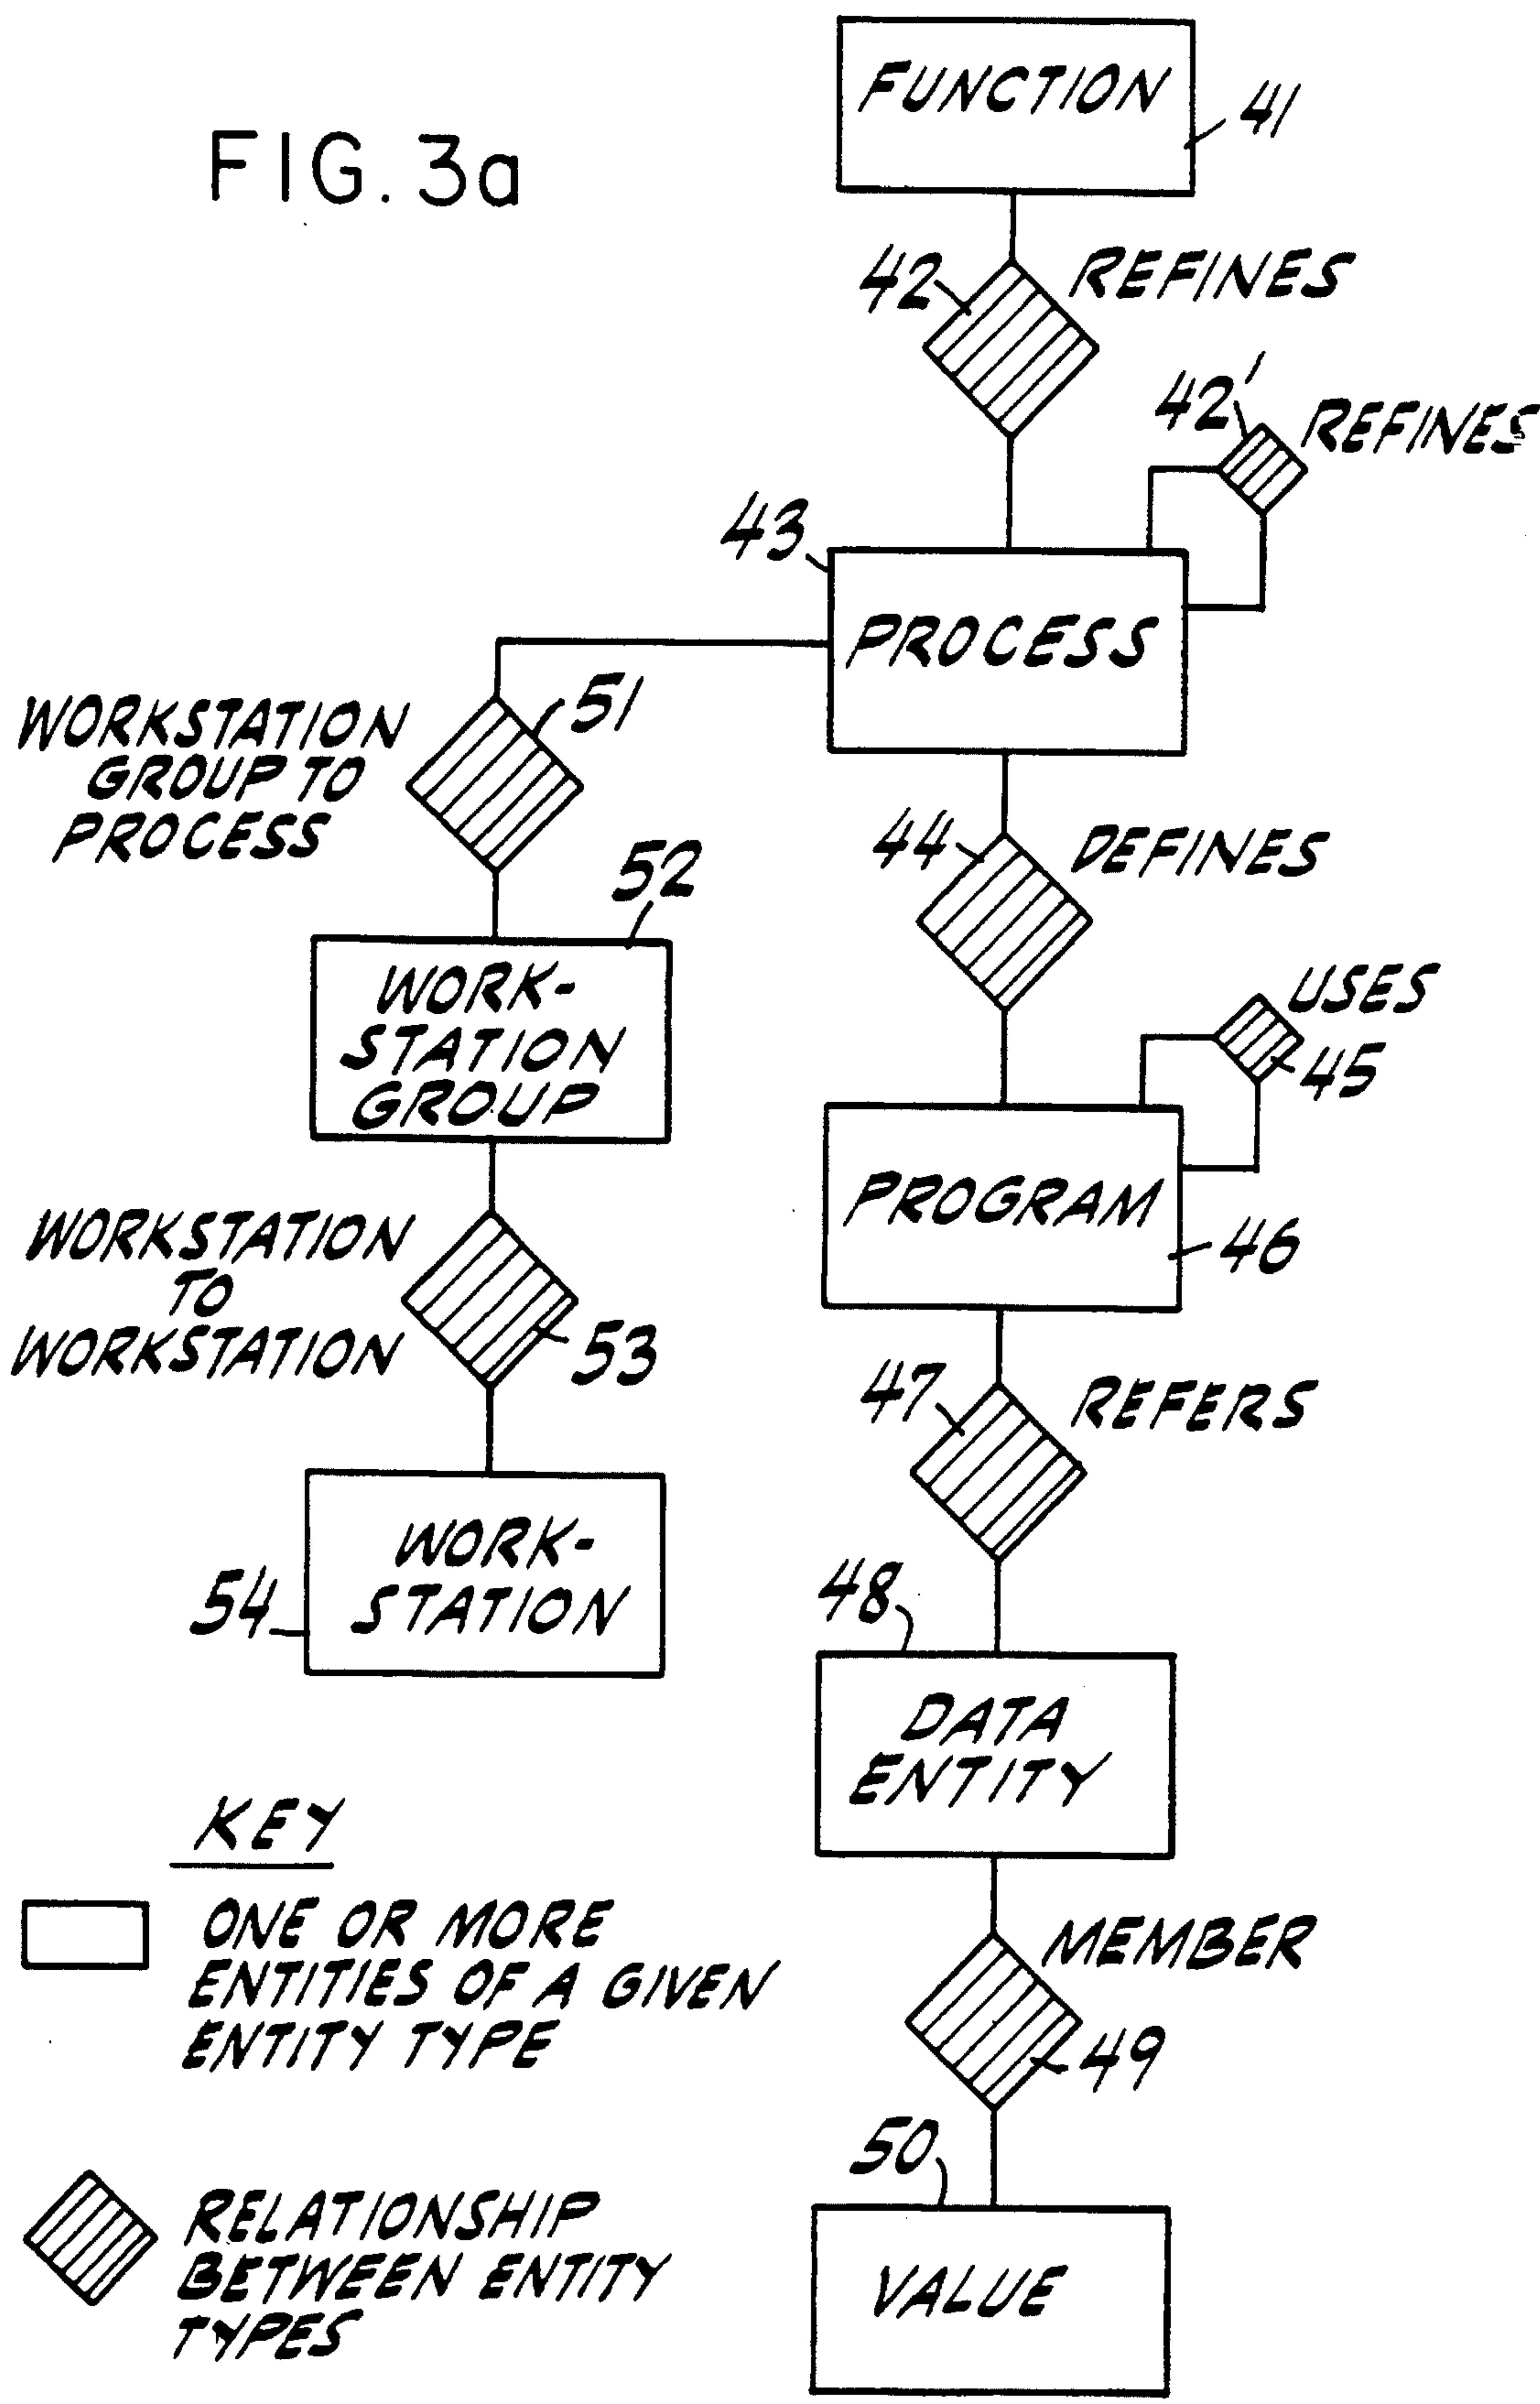 FIG. 3a
FUNCTION
41
42
REFINES
42'
REFINES
43
PROCESS
51
WORKSTATION
GROUP TO
PROCESS
44
DEFINES
52
WORK-
STATION
GROUP
USES
45
PROGRAM
46
WORKSTATION
TO
WORKSTATION
53
47
REFERS
WORK-
STATION
54
48
DATA
ENTITY
KEY
ONE OR MORE
ENTITIES OF A GIVEN
ENTITY TYPE
MEMBER
49
50
RELATIONSHIP
BETWEEN ENTITY
TYPES
VALUE